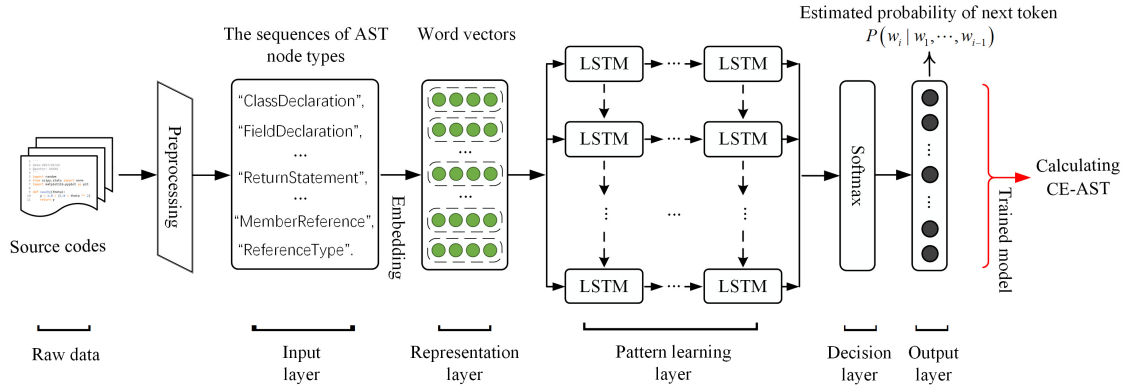 Estimated probability of next token
P(w_i | w_1, ⋯, w_{i−1})
The sequences of AST
node types
Word vectors
Source codes
Preprocessing
“ClassDeclaration”,
“FieldDeclaration”,
...
“ReturnStatement”,
...
“MemberReference”,
“ReferenceType”.
Embedding
...
...
LSTM
...
LSTM
LSTM
...
LSTM
...
...
...
LSTM
...
LSTM
Softmax
...
...
Trained model
Calculating
CE-AST
Raw data
Input
layer
Representation
layer
Pattern learning
layer
Decision
layer
Output
layer